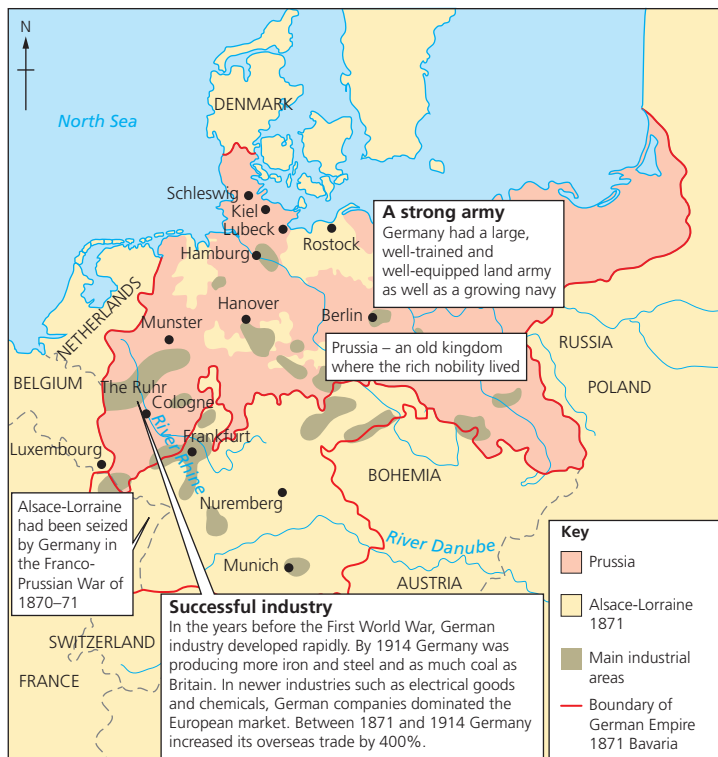 N
DENMARK
North Sea
Schleswig
Kiel
Lubeck
Rostock
Hamburg
A strong army
Germany had a large,
well-trained and
well-equipped land army
as well as a growing navy
NETHERLANDS
Hanover
Berlin
Munster
Prussia – an old kingdom
where the rich nobility lived
RUSSIA
POLAND
BELGIUM
The Ruhr
Cologne
River Rhine
Frankfurt
Luxembourg
BOHEMIA
Nuremberg
Alsace-Lorraine
had been seized
by Germany in
the Franco-
Prussian War of
1870–71
River Danube
Munich
AUSTRIA
SWITZERLAND
FRANCE
Successful industry
In the years before the First World War, German
industry developed rapidly. By 1914 Germany was
producing more iron and steel and as much coal as
Britain. In newer industries such as electrical goods
and chemicals, German companies dominated the
European market. Between 1871 and 1914 Germany
increased its overseas trade by 400%.
Key
Prussia
Alsace-Lorraine
1871
Main industrial
areas
Boundary of
German Empire
1871 Bavaria